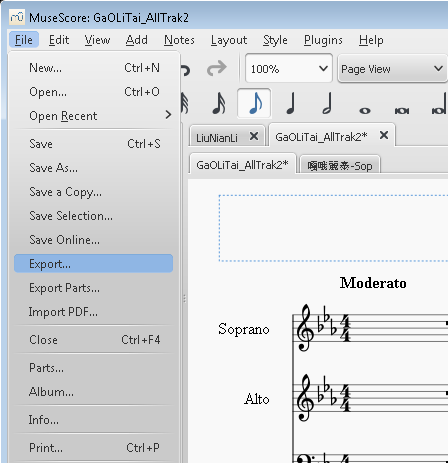 MuseScore: GaOLiTai_AllTrak2
File Edit View Add Notes Layout Style Plugins Help
New... Ctrl+N
Open... Ctrl+O
Open Recent
Save Ctrl+S
Save As...
Save a Copy...
Save Selection...
Save Online...
Export...
Export Parts...
Import PDF...
Close Ctrl+F4
Parts...
Album...
Info...
Print... Ctrl+P
100% Page View
LiuNianLi GaOLiTai_AllTrak2*
GaOLiTai_AllTrak2* 嘎哦麗泰-Sop
Moderato
Soprano
Alto